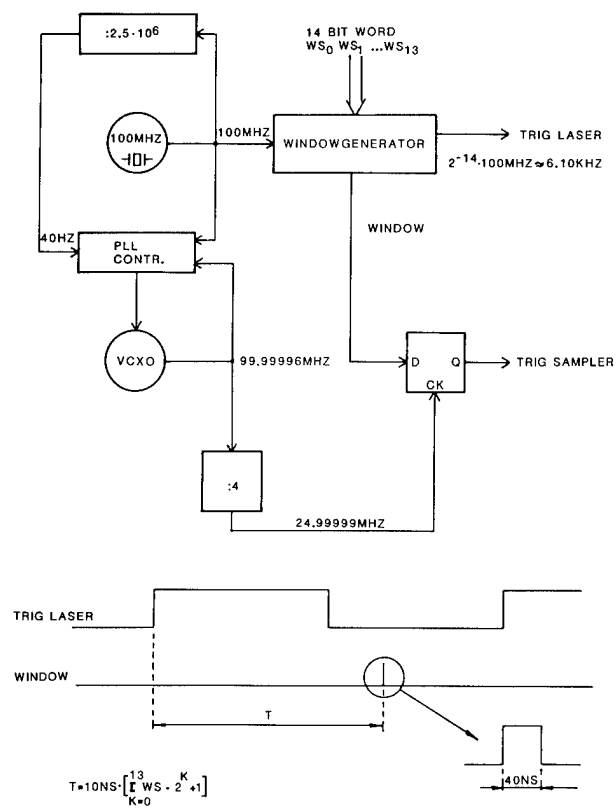 :2.5·10⁶
14 BIT WORD
WS₀ WS₁ ...WS₁₃
100MHZ
100MHZ
WINDOWGENERATOR
TRIG LASER
2⁻¹⁴·100MHZ≈6.10KHZ
WINDOW
40HZ
PLL
CONTR.
VCXO
99.99996MHZ
D Q
CK
TRIG SAMPLER
:4
24.99999MHZ
TRIG LASER
WINDOW
T
40NS
T=10NS·[Σ WS · 2ᴷ +1]
13
K=0